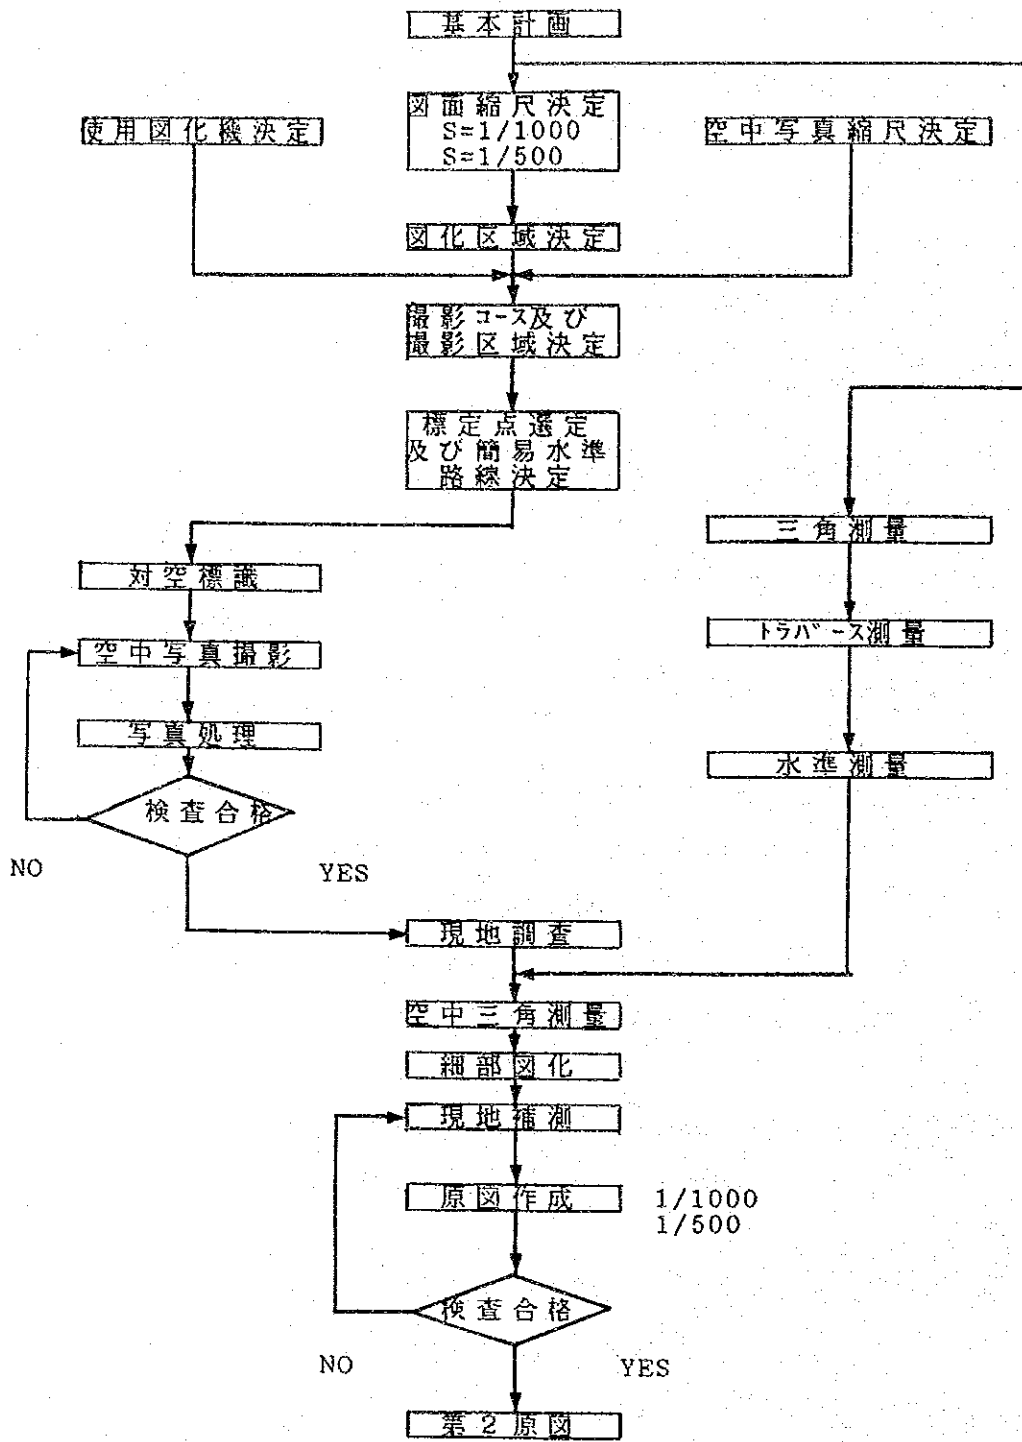 基本計画
図面縮尺決定
S=1/1000
S=1/500
使用図化機決定
空中写真縮尺決定
図化区域決定
撮影コース及び
撮影区域決定
標定点選定
及び簡易水準
路線決定
三角測量
対空標識
トラバース測量
空中写真撮影
写真処理
水準測量
検査合格
NO
YES
現地調査
空中三角測量
細部図化
現地補測
原図作成
1/1000
1/500
検査合格
NO
YES
第2原図